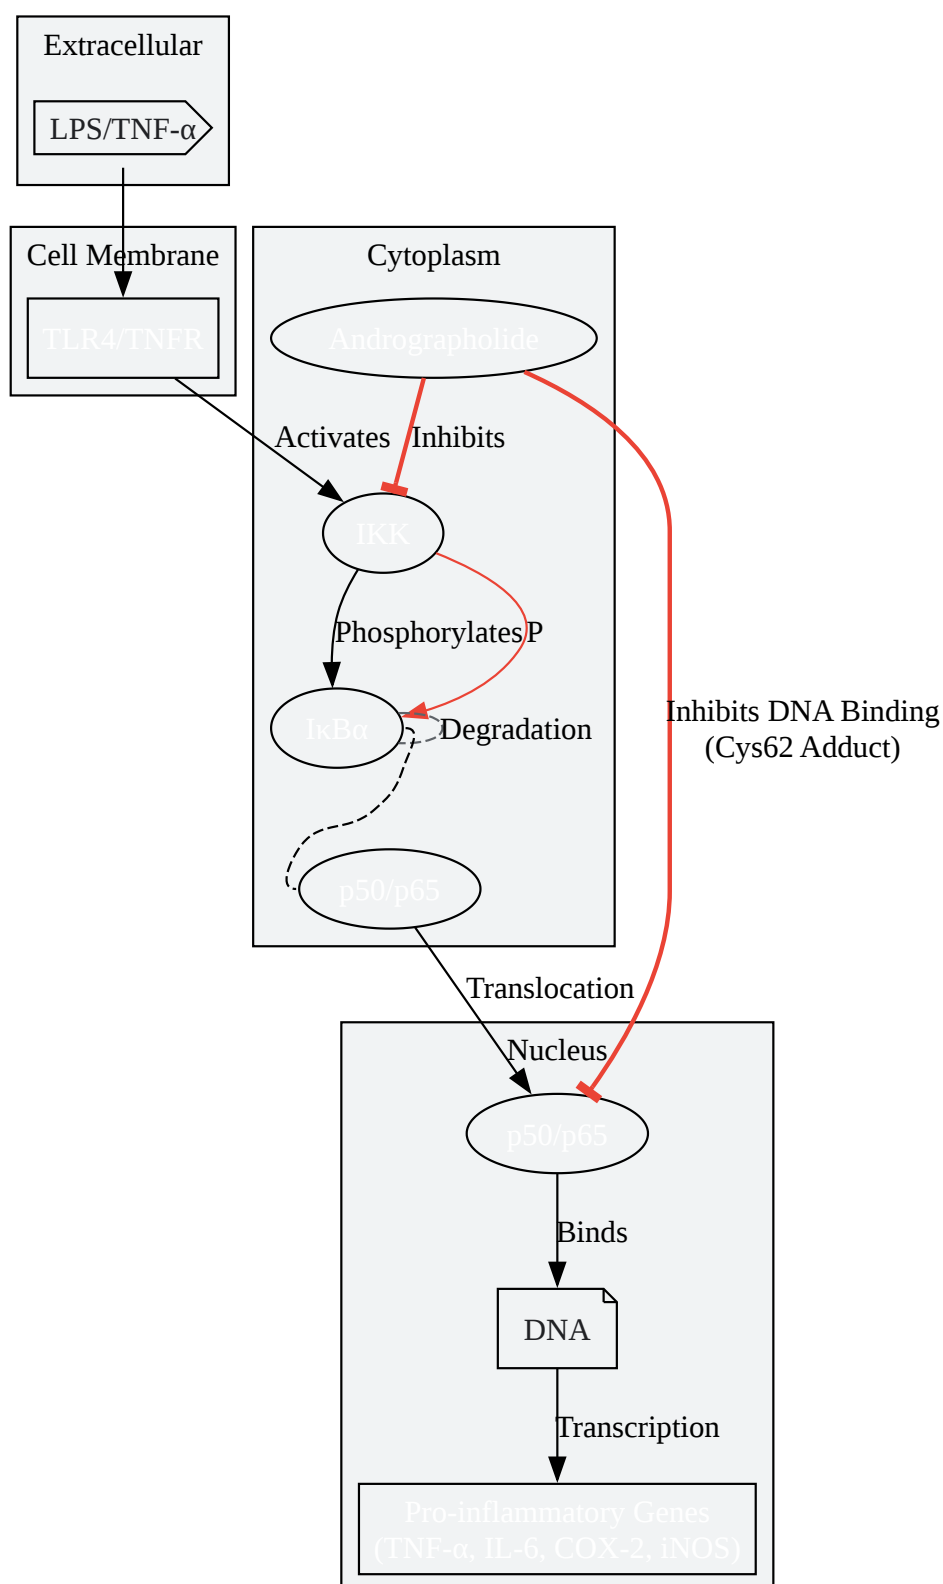 Extracellular
LPS/TNF-α
Cell Membrane
TLR4/TNFR
Cytoplasm
Andrographolide
Activates
Inhibits
IKK
Phosphorylates
P
IκBα
Degradation
Inhibits DNA Binding
(Cys62 Adduct)
p50/p65
Translocation
Nucleus
p50/p65
Binds
DNA
Transcription
Pro-inflammatory Genes
(TNF-α, IL-6, COX-2, iNOS)